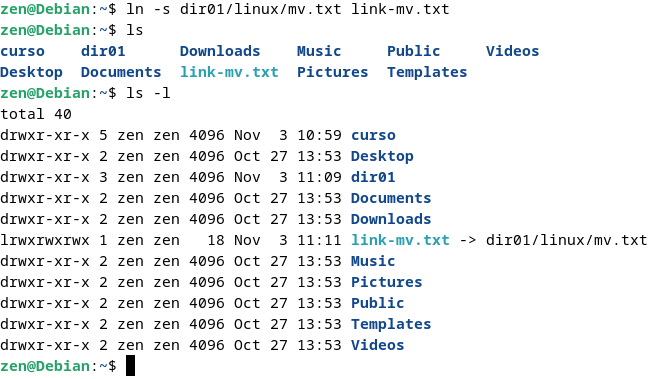 zen@Debian:~$ ln -s dir01/linux/mv.txt link-mv.txt
zen@Debian:~$ ls
curso    dir01      Downloads    Music     Public     Videos
Desktop  Documents  link-mv.txt  Pictures  Templates
zen@Debian:~$ ls -l
total 40
drwxr-xr-x 5 zen zen 4096 Nov  3 10:59 curso
drwxr-xr-x 2 zen zen 4096 Oct 27 13:53 Desktop
drwxr-xr-x 3 zen zen 4096 Nov  3 11:09 dir01
drwxr-xr-x 2 zen zen 4096 Oct 27 13:53 Documents
drwxr-xr-x 2 zen zen 4096 Oct 27 13:53 Downloads
lrwxrwxrwx 1 zen zen   18 Nov  3 11:11 link-mv.txt -> dir01/linux/mv.txt
drwxr-xr-x 2 zen zen 4096 Oct 27 13:53 Music
drwxr-xr-x 2 zen zen 4096 Oct 27 13:53 Pictures
drwxr-xr-x 2 zen zen 4096 Oct 27 13:53 Public
drwxr-xr-x 2 zen zen 4096 Oct 27 13:53 Templates
drwxr-xr-x 2 zen zen 4096 Oct 27 13:53 Videos
zen@Debian:~$